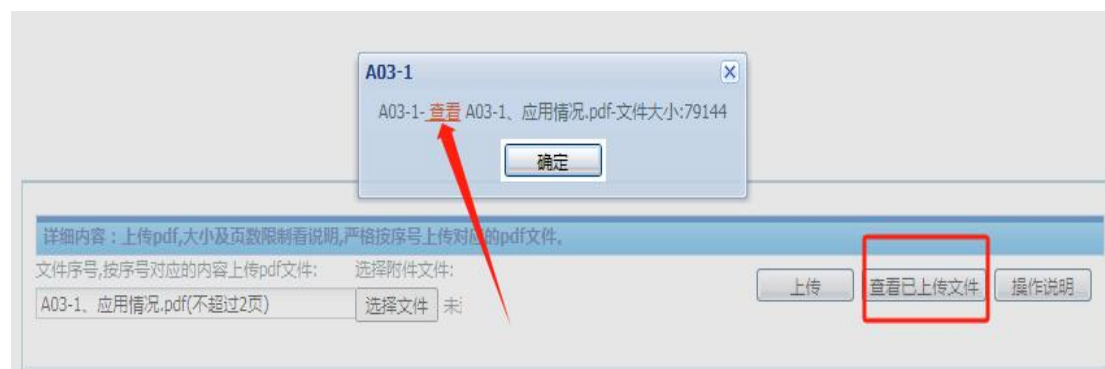 A03-1
A03-1-查看 A03-1、应用情况.pdf-文件大小:79144
确定
详细内容：上传pdf,大小及页数限制看说明,严格按序号上传对应的pdf文件。
文件序号,按序号对应的内容上传pdf文件:
选择附件文件:
A03-1、应用情况.pdf(不超过2页)
选择文件 未
上传
查看已上传文件
操作说明